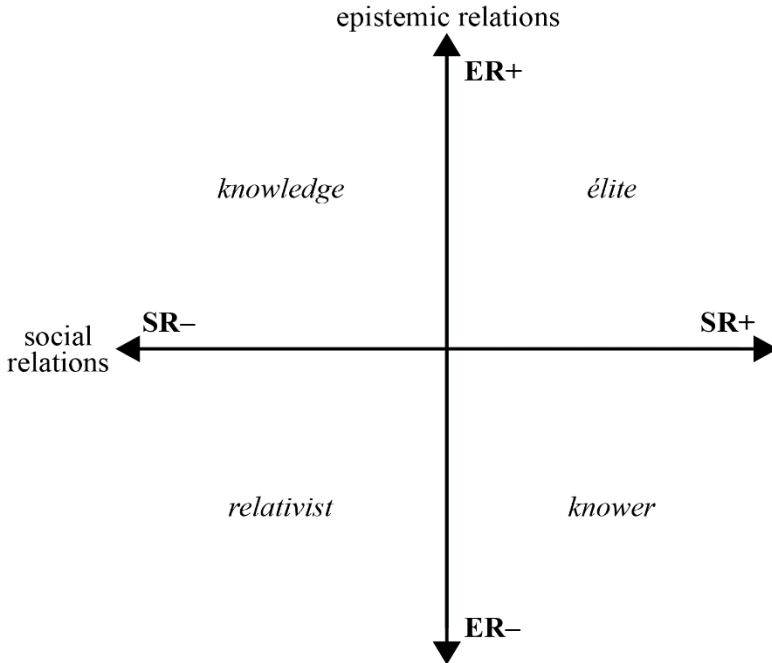 epistemic relations
ER+
knowledge
élite
SR–
SR+
social
relations
relativist
knower
ER–